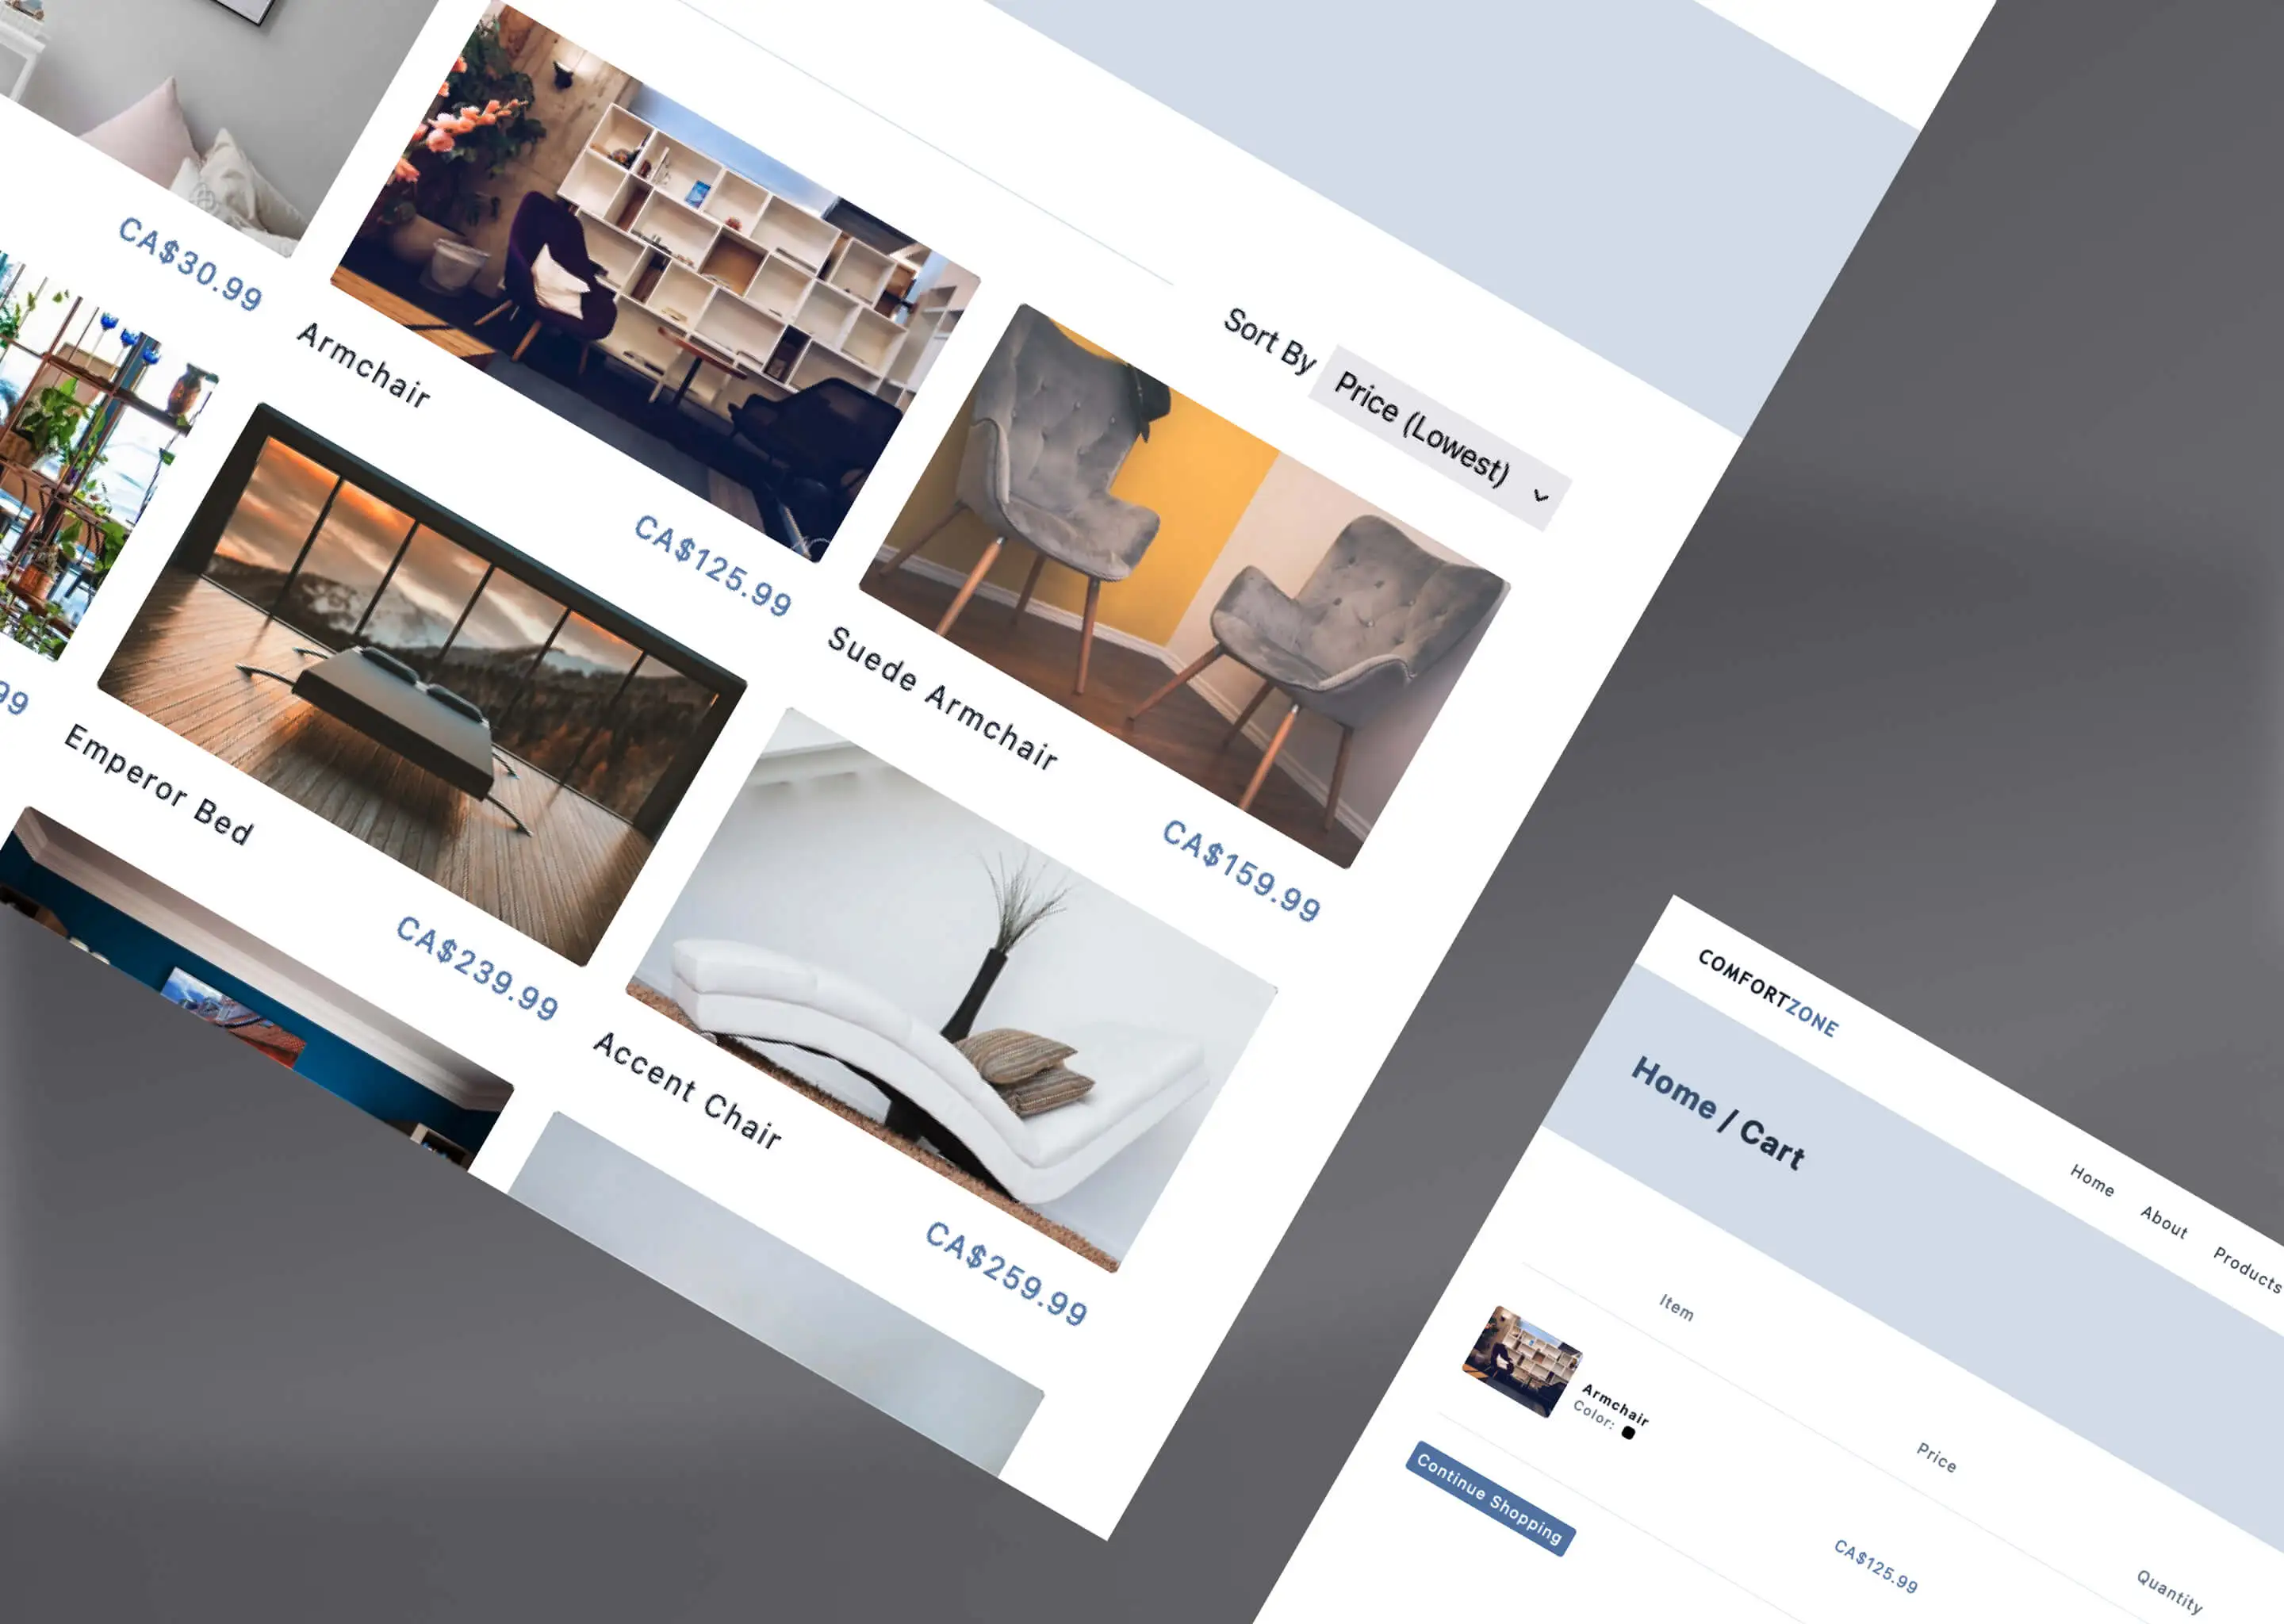 Sort By Price (Lowest)
CA$30.99
Armchair
CA$125.99
Suede Armchair
CA$159.99
99
Emperor Bed
CA$239.99
Accent Chair
CA$259.99
COMFORTZONE
Home About Products
Home / Cart
Item Price Quantity
Armchair
Color:
CA$125.99
Continue Shopping